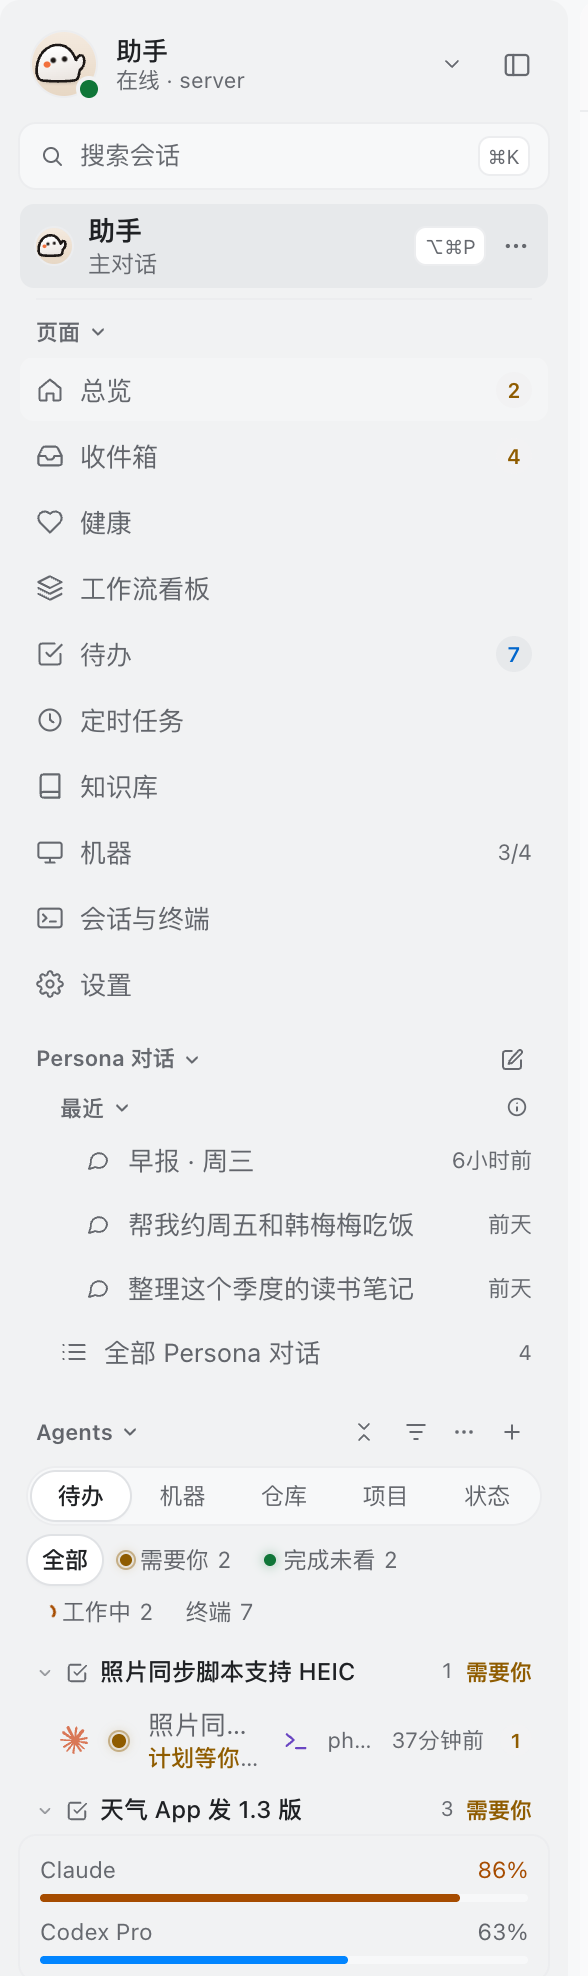 助手
在线 · server
搜索会话 ⌘K
助手
主对话 ⌥⌘P
页面
总览 2
收件箱 4
健康
工作流看板
待办 7
定时任务
知识库
机器 3/4
会话与终端
设置
Persona 对话
最近
早报 · 周三 6小时前
帮我约周五和韩梅梅吃饭 前天
整理这个季度的读书笔记 前天
全部 Persona 对话 4
Agents
待办 机器 仓库 项目 状态
全部 需要你 2 完成未看 2
工作中 2 终端 7
照片同步脚本支持 HEIC 1 需要你
照片同... ph... 37分钟前 1
计划等你...
天气 App 发 1.3 版 3 需要你
Claude 86%
Codex Pro 63%